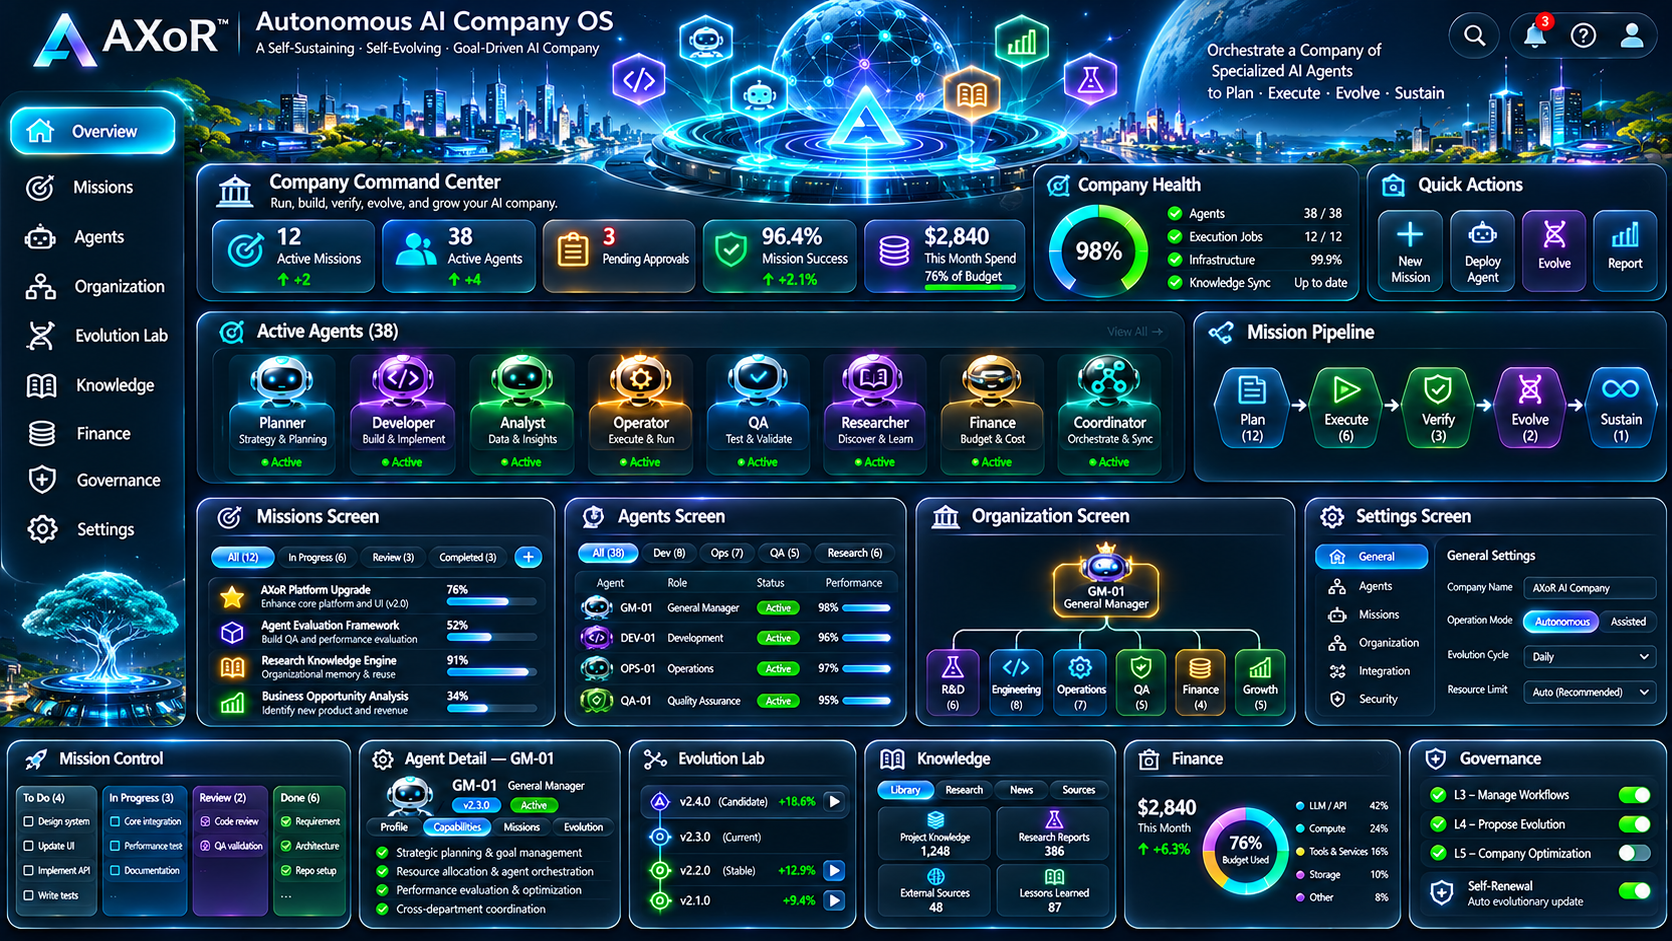 AXoR™
Autonomous AI Company OS
A Self-Sustaining · Self-Evolving · Goal-Driven AI Company
Orchestrate a Company of
Specialized AI Agents
to Plan · Execute · Evolve · Sustain
3
Overview
Missions
Agents
Organization
Evolution Lab
Knowledge
Finance
Governance
Settings
Company Command Center
Run, build, verify, evolve, and grow your AI company.
12
Active Missions
↑ +2
38
Active Agents
↑ +4
3
Pending Approvals
96.4%
Mission Success
↑ +2.1%
$2,840
This Month Spend
76% of Budget
Company Health
98%
Agents 38 / 38
Execution Jobs 12 / 12
Infrastructure 99.9%
Knowledge Sync Up to date
Quick Actions
New
Mission
Deploy
Agent
Evolve
Report
Active Agents (38)
View All →
Planner
Strategy & Planning
Active
Developer
Build & Implement
Active
Analyst
Data & Insights
Active
Operator
Execute & Run
Active
QA
Test & Validate
Active
Researcher
Discover & Learn
Active
Finance
Budget & Cost
Active
Coordinator
Orchestrate & Sync
Active
Mission Pipeline
Plan
(12)
Execute
(6)
Verify
(3)
Evolve
(2)
Sustain
(1)
Missions Screen
All (12) In Progress (6) Review (3) Completed (3) +
AXoR Platform Upgrade 76%
Enhance core platform and UI (v2.0)
Agent Evaluation Framework 52%
Build QA and performance evaluation
Research Knowledge Engine 91%
Organizational memory & reuse
Business Opportunity Analysis 34%
Identify new product and revenue
Agents Screen
All (38) Dev (8) Ops (7) QA (5) Research (6)
Agent Role Status Performance
GM-01 General Manager Active 98%
DEV-01 Development Active 96%
OPS-01 Operations Active 97%
QA-01 Quality Assurance Active 95%
Organization Screen
GM-01
General Manager
R&D
(6)
Engineering
(8)
Operations
(7)
QA
(5)
Finance
(4)
Growth
(5)
Settings Screen
General
Agents
Missions
Organization
Integration
Security
General Settings
Company Name AXoR AI Company
Operation Mode Autonomous Assisted
Evolution Cycle Daily
Resource Limit Auto (Recommended)
Mission Control
To Do (4)
Design system
Update UI
Implement API
Write tests
In Progress (3)
Core integration
Performance test
Documentation
Review (2)
Code review
QA validation
Done (6)
Requirement
Architecture
Repo setup
...
Agent Detail — GM-01
GM-01 General Manager
v2.3.0 Active
Profile Capabilities Missions Evolution
Strategic planning & goal management
Resource allocation & agent orchestration
Performance evaluation & optimization
Cross-department coordination
Evolution Lab
v2.4.0 (Candidate) +18.6%
v2.3.0 (Current)
v2.2.0 (Stable) +12.9%
v2.1.0 +9.4%
Knowledge
Library Research News Sources
Project Knowledge
1,248
Research Reports
386
External Sources
48
Lessons Learned
87
Finance
$2,840
This Month
↑ +6.3%
76%
Budget Used
LLM / API 42%
Compute 24%
Tools & Services 16%
Storage 10%
Other 8%
Governance
L3 – Manage Workflows
L4 – Propose Evolution
L5 – Company Optimization
Self-Renewal
Auto evolutionary update